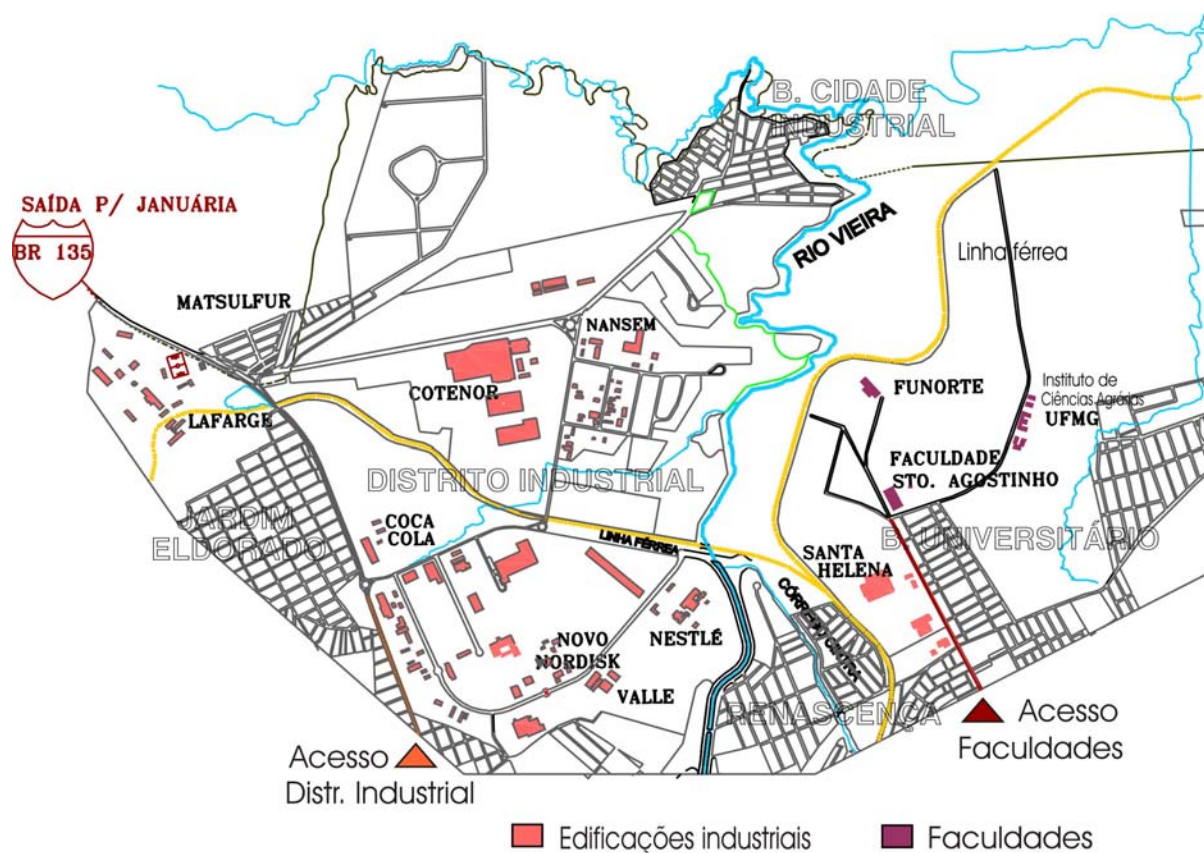 B. CIDADE
INDUSTRIAL
SAÍDA P/ JANUÁRIA
BR 135
RIO VIEIRA
Linha férrea
MATSULFUR
NANSEM
COTENOR
LAFARGE
FUNORTE
Instituto de
Ciências Agrárias
UFMG
FACULDADE
STO. AGOSTINHO
DISTRITO INDUSTRIAL
JARDIM
ELDORADO
COCA
COLA
LINHA FÉRREA
B. UNIVERSITÁRIO
SANTA
HELENA
CÓRREGO CINTRA
NOVO
NORDISK
NESTLÉ
VALLE
RENASCENÇA
Acesso
Faculdades
Acesso
Distr. Industrial
Edificações industriais
Faculdades